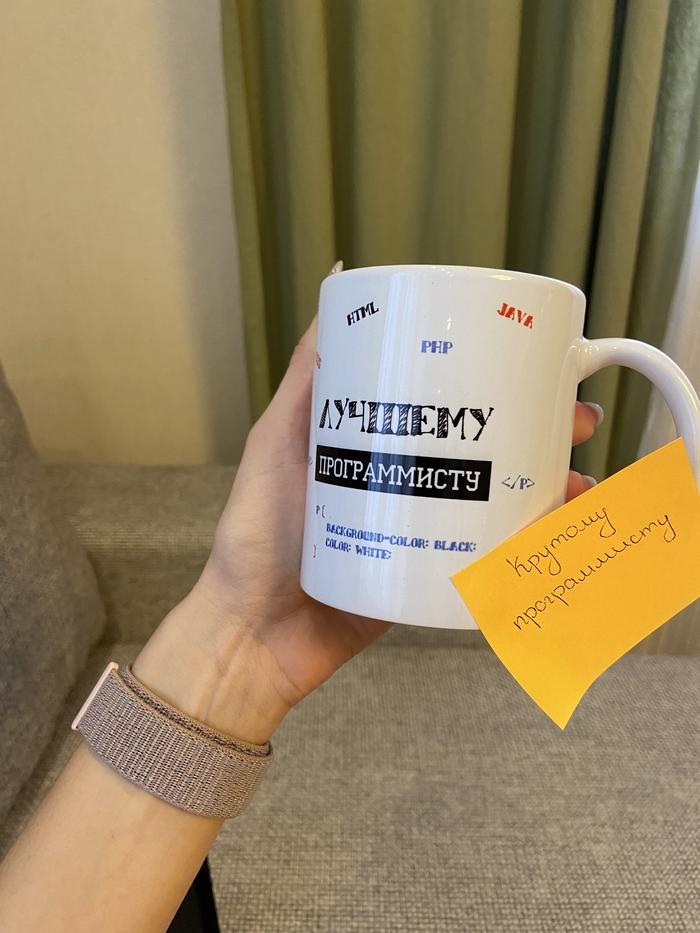 HTML
JAVA
PHP
ЛУЧШЕМУ
ПРОГРАММИСТУ
</P>
P{
BACKGROUND-COLOR: BLACK;
COLOR: WHITE;
}
Крутому
программисту